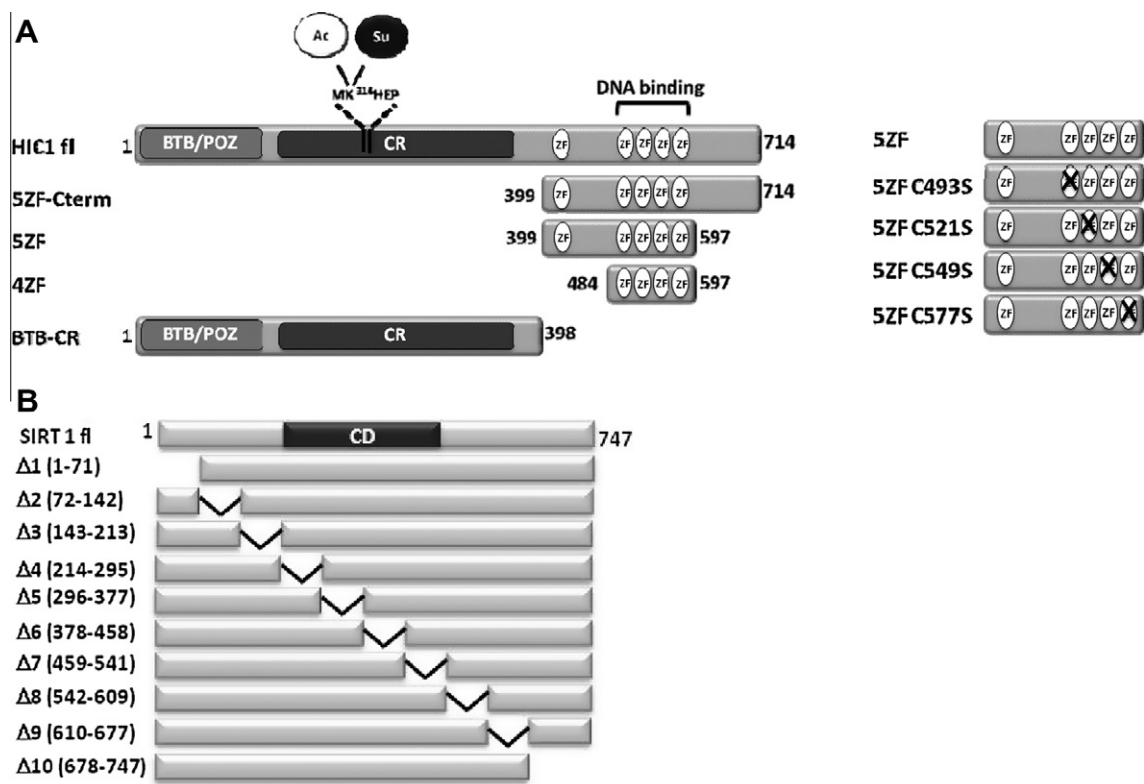 A
Ac Su
MK 314 HEP
DNA binding
HIC1 fl 1 BTB/POZ CR ZF ZF ZF ZF ZF 714
5ZF-Cterm 399 ZF ZF ZF ZF ZF 714
5ZF 399 ZF ZF ZF ZF ZF 597
4ZF 484 ZF ZF ZF ZF 597
BTB-CR 1 BTB/POZ CR 398
5ZF ZF ZF ZF ZF ZF
5ZF C493S ZF X ZF ZF ZF
5ZF C521S ZF ZF X ZF ZF
5ZF C549S ZF ZF ZF X ZF
5ZF C577S ZF ZF ZF ZF X
B
SIRT 1 fl 1 CD 747
Δ1 (1-71)
Δ2 (72-142)
Δ3 (143-213)
Δ4 (214-295)
Δ5 (296-377)
Δ6 (378-458)
Δ7 (459-541)
Δ8 (542-609)
Δ9 (610-677)
Δ10 (678-747)